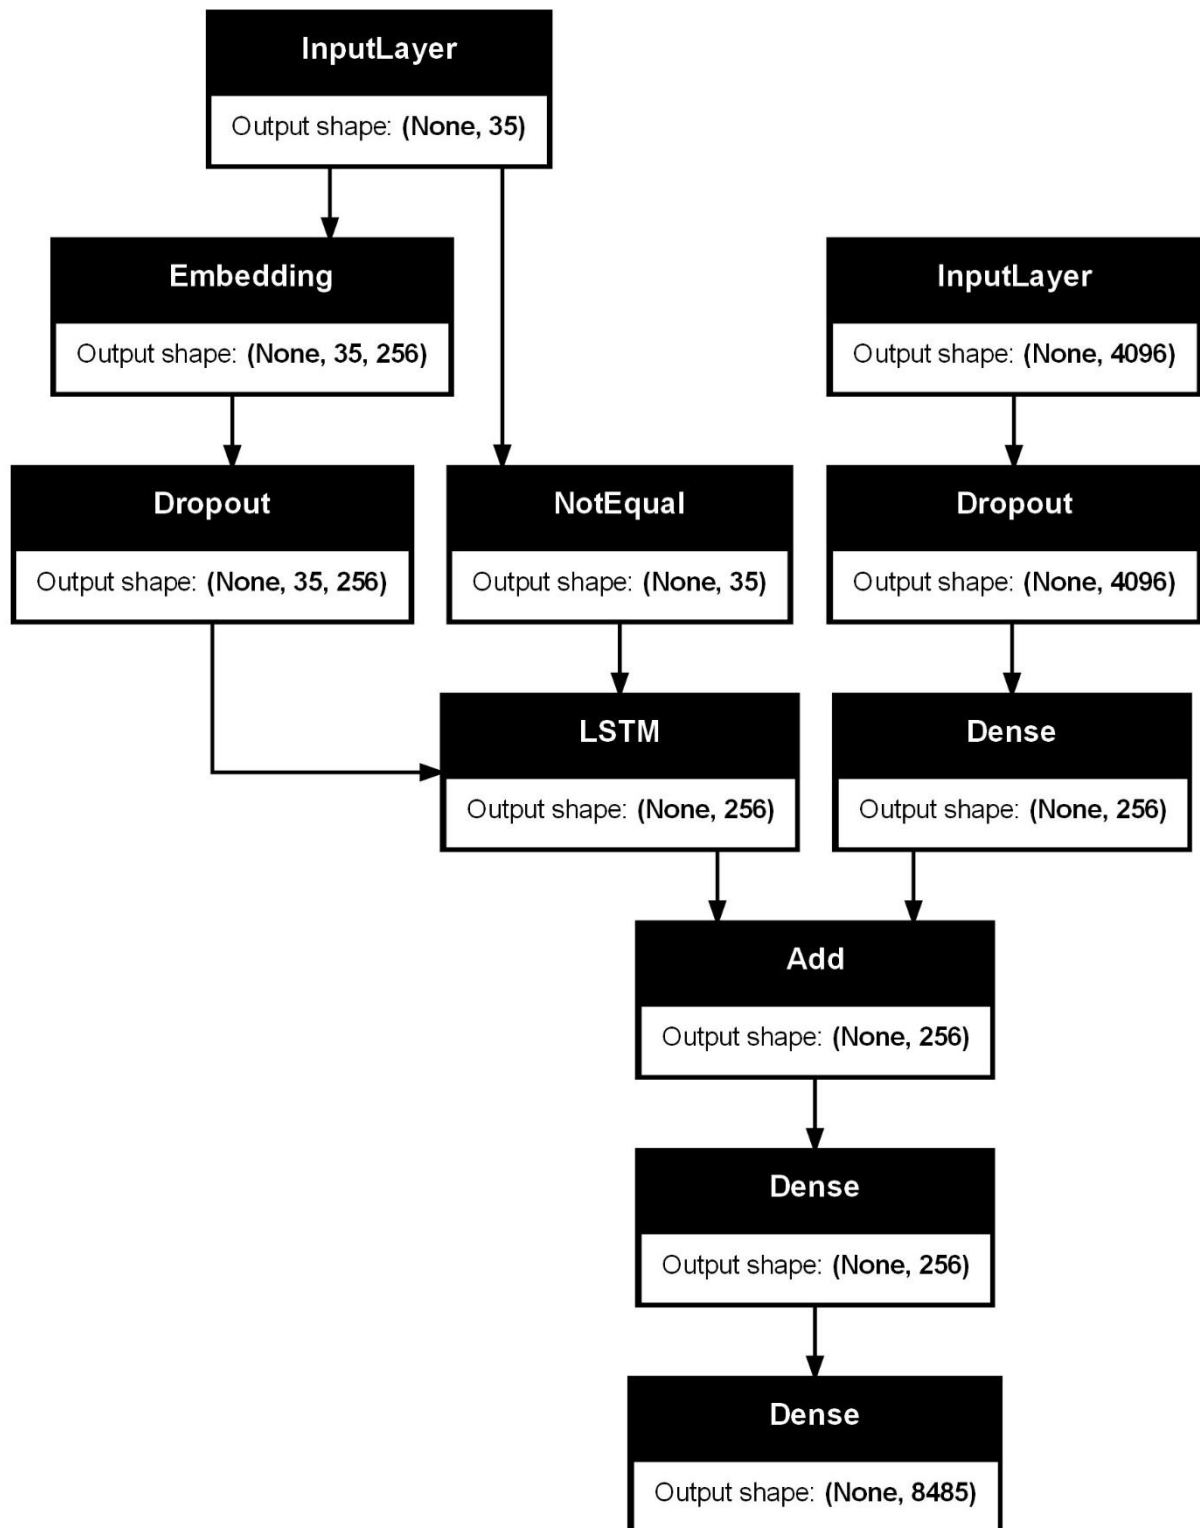 InputLayer
Output shape: (None, 35)
Embedding
Output shape: (None, 35, 256)
InputLayer
Output shape: (None, 4096)
Dropout
Output shape: (None, 35, 256)
NotEqual
Output shape: (None, 35)
Dropout
Output shape: (None, 4096)
LSTM
Output shape: (None, 256)
Dense
Output shape: (None, 256)
Add
Output shape: (None, 256)
Dense
Output shape: (None, 256)
Dense
Output shape: (None, 8485)